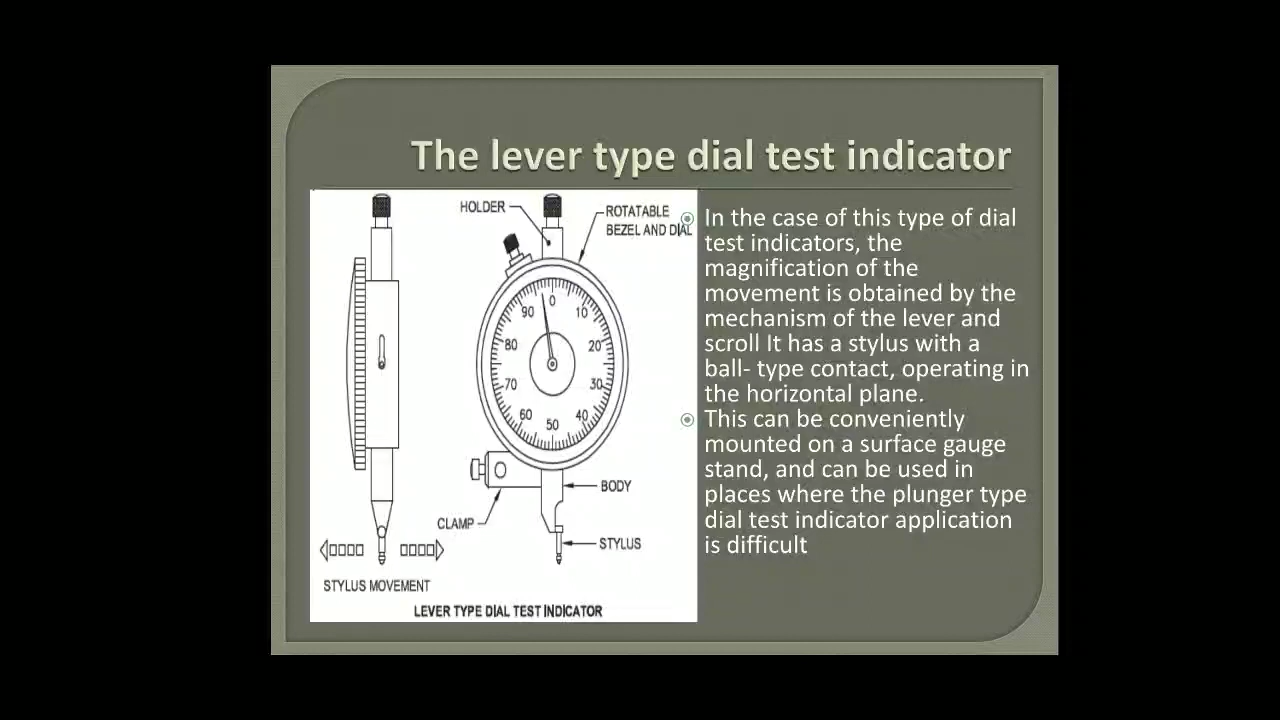 The lever type dial test indicator
HOLDER
ROTATABLE
BEZEL AND DIAL
0
10
20
30
40
50
60
70
80
90
BODY
CLAMP
STYLUS
STYLUS MOVEMENT
LEVER TYPE DIAL TEST INDICATOR
In the case of this type of dial
test indicators, the
magnification of the
movement is obtained by the
mechanism of the lever and
scroll It has a stylus with a
ball- type contact, operating in
the horizontal plane.
This can be conveniently
mounted on a surface gauge
stand, and can be used in
places where the plunger type
dial test indicator application
is difficult